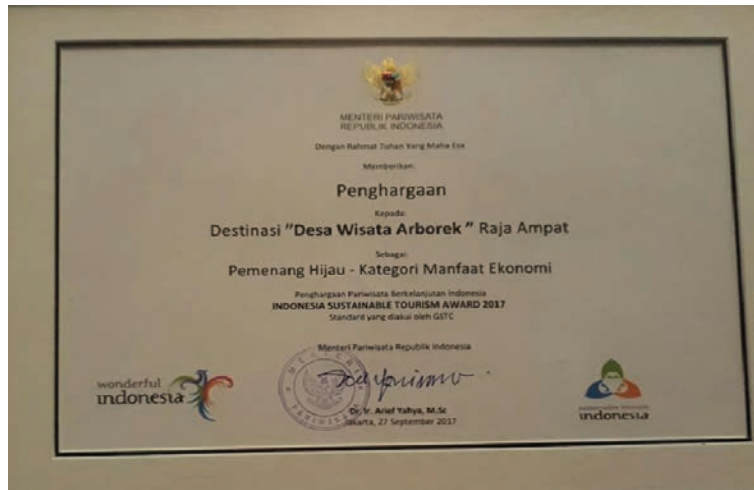 MENTERI PARIWISATA
REPUBLIK INDONESIA
Dengan Rahmat Tuhan Yang Maha Esa
Memberikan:
Penghargaan
Kepada:
Destinasi "Desa Wisata Arborek" Raja Ampat
Sebagai:
Pemenang Hijau - Kategori Manfaat Ekonomi
Penghargaan Pariwisata Berkelanjutan Indonesia
INDONESIA SUSTAINABLE TOURISM AWARD 2017
Standard yang diakui oleh GSTC
Menteri Pariwisata Republik Indonesia
MENTERI
PARIWISATA
Dr. Ir. Arief Yahya, M.Sc
Jakarta, 27 September 2017
wonderful
indonesia
indonesia